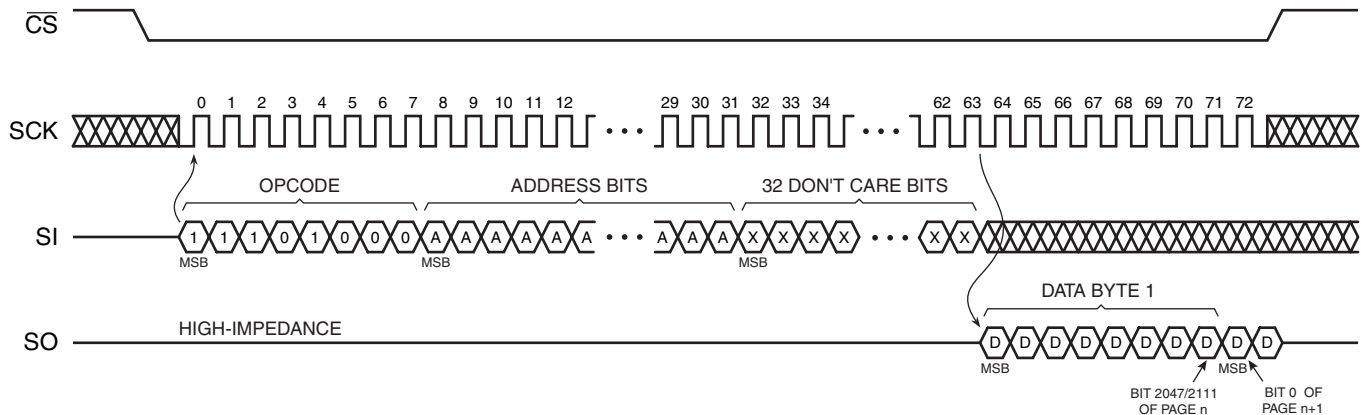 CS
SCK
0 1 2 3 4 5 6 7 8 9 10 11 12 29 30 31 32 33 34 62 63 64 65 66 67 68 69 70 71 72
OPCODE ADDRESS BITS 32 DON'T CARE BITS
SI
1 1 1 0 1 0 0 0 A A A A A A A A A X X X X X X
MSB MSB MSB
DATA BYTE 1
SO
HIGH-IMPEDANCE
D D D D D D D D D D
MSB MSB
BIT 2047/2111
OF PAGE n
BIT 0 OF
PAGE n+1